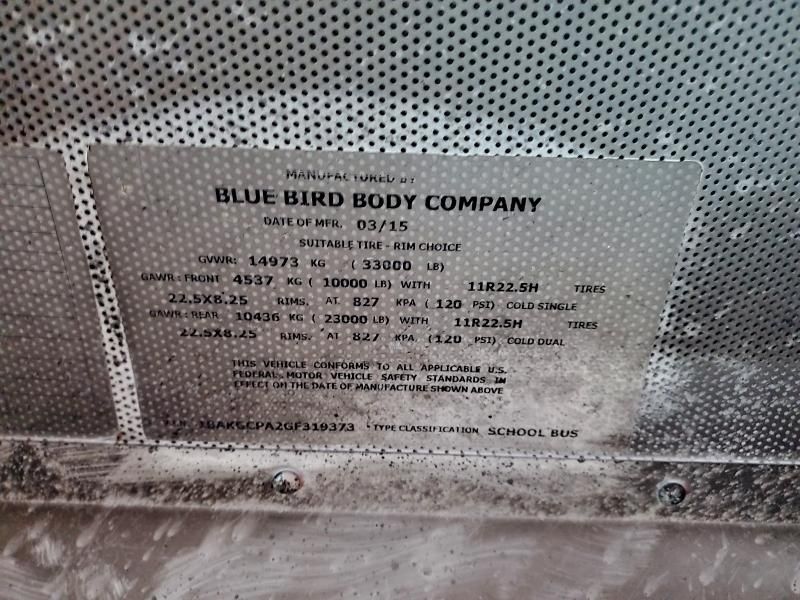 MANUFACTURED BY
BLUE BIRD BODY COMPANY
DATE OF MFR. 03/15
SUITABLE TIRE - RIM CHOICE
GVWR: 14973 KG ( 33000 LB)
GAWR: FRONT 4537 KG ( 10000 LB) WITH 11R22.5H TIRES
22.5X8.25 RIMS. AT 827 KPA ( 120 PSI) COLD SINGLE
GAWR: REAR 10436 KG ( 23000 LB) WITH 11R22.5H TIRES
22.5X8.25 RIMS. AT 827 KPA (120 PSI) COLD DUAL
THIS VEHICLE CONFORMS TO ALL APPLICABLE U.S.
FEDERAL MOTOR VEHICLE SAFETY STANDARDS IN
EFFECT ON THE DATE OF MANUFACTURE SHOWN ABOVE
TYPE CLASSIFICATION SCHOOL BUS